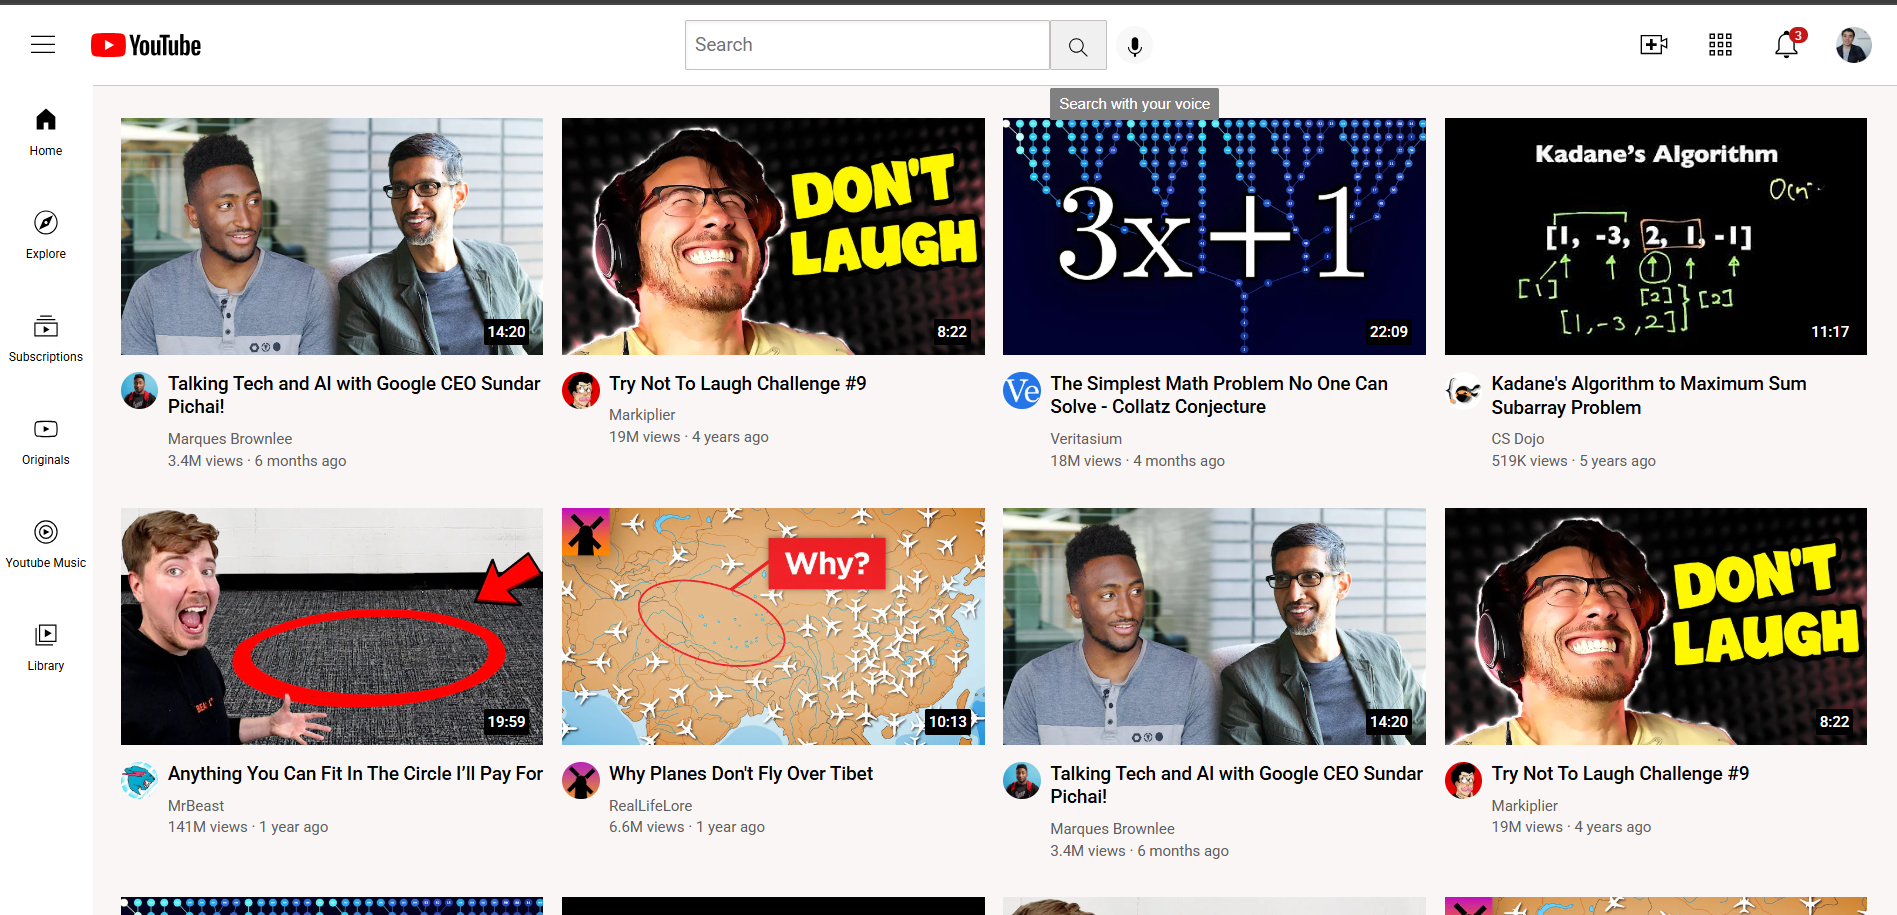 YouTube
Search
3
Search with your voice
Home
Explore
Subscriptions
Originals
Youtube Music
Library
DON'T
LAUGH
3x+1
Kadane's Algorithm
[1, -3, 2, 1, -1]
[1]
[2]
[2]
[1, -3, 2]
14:20
8:22
22:09
11:17
Talking Tech and AI with Google CEO Sundar
Pichai!
Marques Brownlee
3.4M views · 6 months ago
Try Not To Laugh Challenge #9
Markiplier
19M views · 4 years ago
Ve
The Simplest Math Problem No One Can
Solve - Collatz Conjecture
Veritasium
18M views · 4 months ago
Kadane's Algorithm to Maximum Sum
Subarray Problem
CS Dojo
519K views · 5 years ago
Why?
DON'T
LAUGH
19:59
10:13
14:20
8:22
Anything You Can Fit In The Circle I’ll Pay For
MrBeast
141M views · 1 year ago
Why Planes Don't Fly Over Tibet
RealLifeLore
6.6M views · 1 year ago
Talking Tech and AI with Google CEO Sundar
Pichai!
Marques Brownlee
3.4M views · 6 months ago
Try Not To Laugh Challenge #9
Markiplier
19M views · 4 years ago